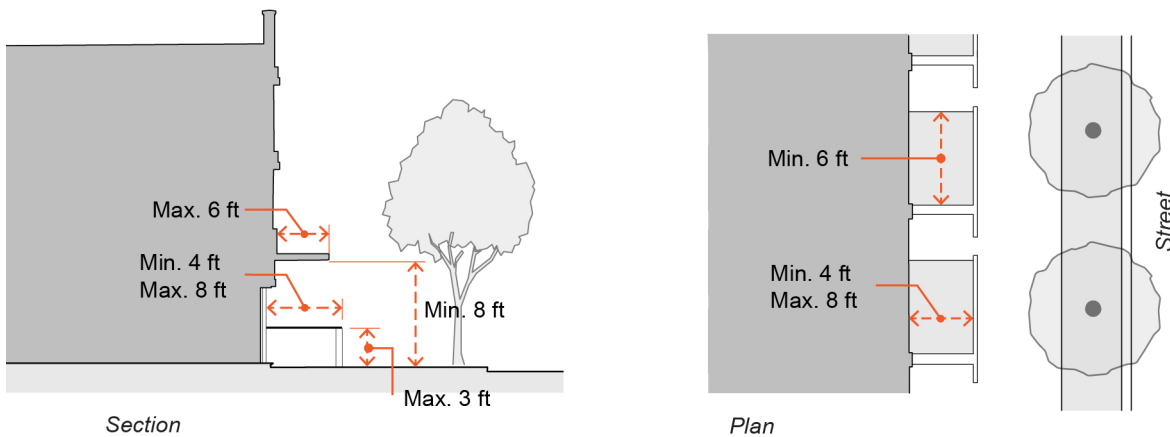 Max. 6 ft
Min. 4 ft
Max. 8 ft
Min. 8 ft
Max. 3 ft
Section
Min. 6 ft
Min. 4 ft
Max. 8 ft
Street
Plan